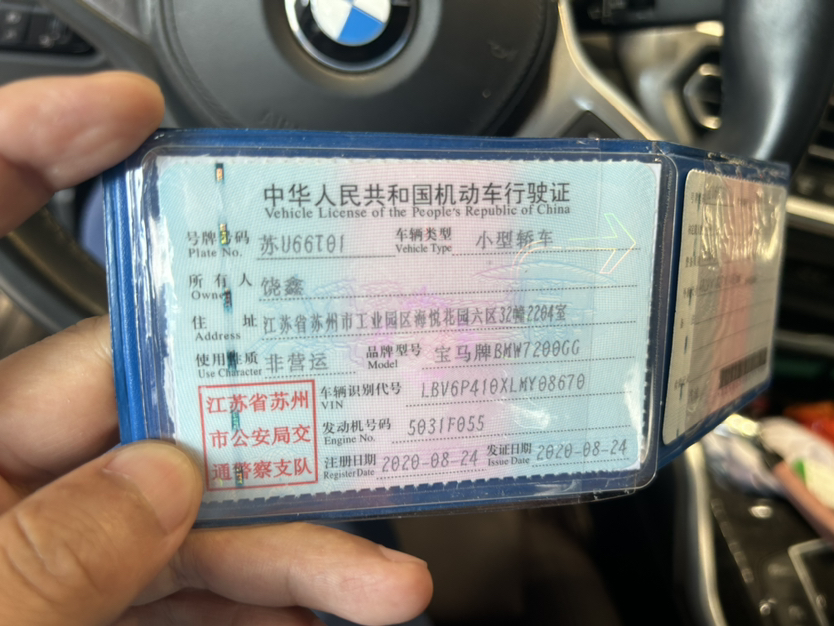 中华人民共和国机动车行驶证
Vehicle License of the People's Republic of China
号牌号码 Plate No. 苏U66T01 车辆类型 Vehicle Type 小型轿车
所有人 Owner 饶鑫
住址 Address 江苏省苏州市工业园区海悦花园六区32幢2204室
使用性质 Use Character 非营运 品牌型号 Model 宝马牌BMW7200GG
江苏省苏州
市公安局交
通警察支队
车辆识别代号 VIN LBV6P410XLMY08670
发动机号码 Engine No. 5031F055
注册日期 Register Date 2020-08-24 发证日期 Issue Date 2020-08-24